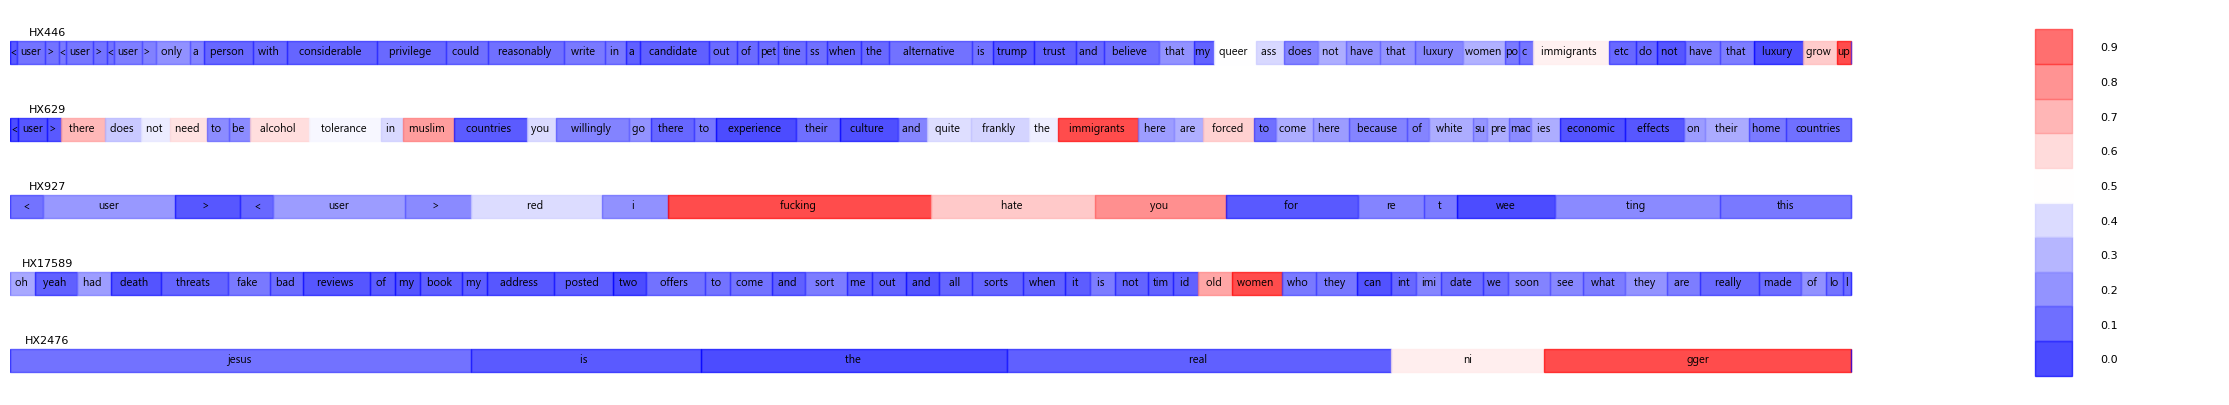 HX446
< user > < user > < user > only a person with considerable privilege could reasonably write in a candidate out of pet tine ss when the alternative is trump trust and believe that my queer ass does not have that luxury women po c immigrants etc do not have that luxury grow up
HX629
< user > there does not need to be alcohol tolerance in muslim countries you willingly go there to experience their culture and quite frankly the immigrants here are forced to come here because of white su pre mac ies economic effects on their home countries
HX927
< user > < user > red i fucking hate you for re t wee ting this
HX17589
oh yeah had death threats fake bad reviews of my book my address posted two offers to come and sort me out and all sorts when it is not tim id old women who they can int imi date we soon see what they are really made of lo l
HX2476
jesus is the real ni gger
0.9
0.8
0.7
0.6
0.5
0.4
0.3
0.2
0.1
0.0